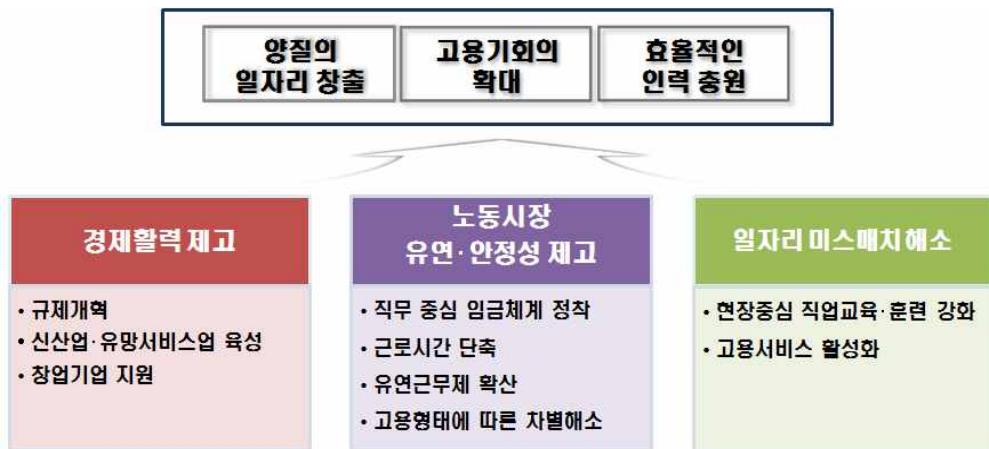 양질의
일자리 창출
고용기회의
확대
효율적인
인력 충원
경제활력 제고
• 규제개혁
• 신산업·유망서비스업 육성
• 창업기업 지원
노동시장
유연·안정성 제고
• 직무 중심 임금체계 정착
• 근로시간 단축
• 유연근무제 확산
• 고용형태에 따른 차별해소
일자리 미스매치 해소
• 현장중심 직업교육·훈련 강화
• 고용서비스 활성화